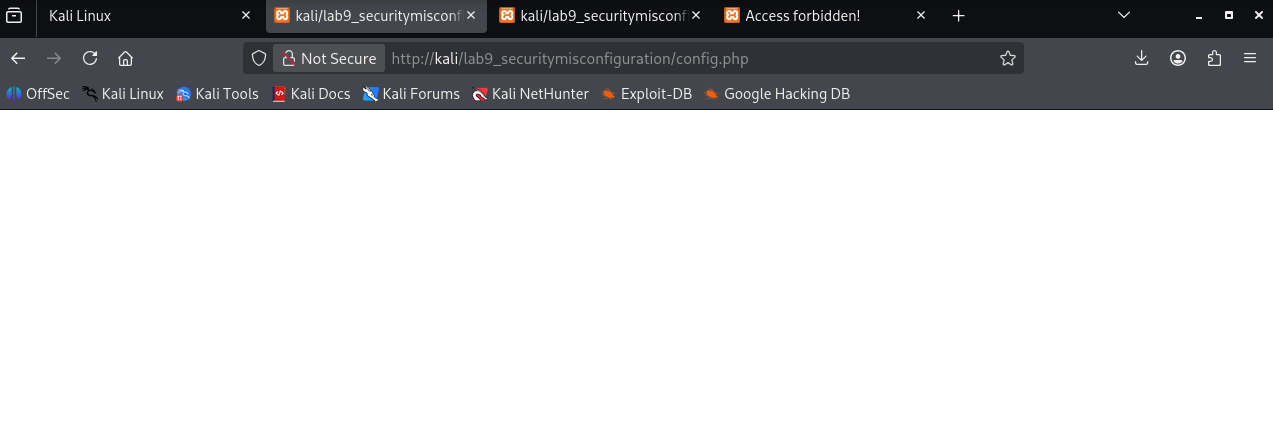 Kali Linux kali/lab9_securitymisconf kali/lab9_securitymisconf Access forbidden!
Not Secure http://kali/lab9_securitymisconfiguration/config.php
OffSec Kali Linux Kali Tools Kali Docs Kali Forums Kali NetHunter Exploit-DB Google Hacking DB